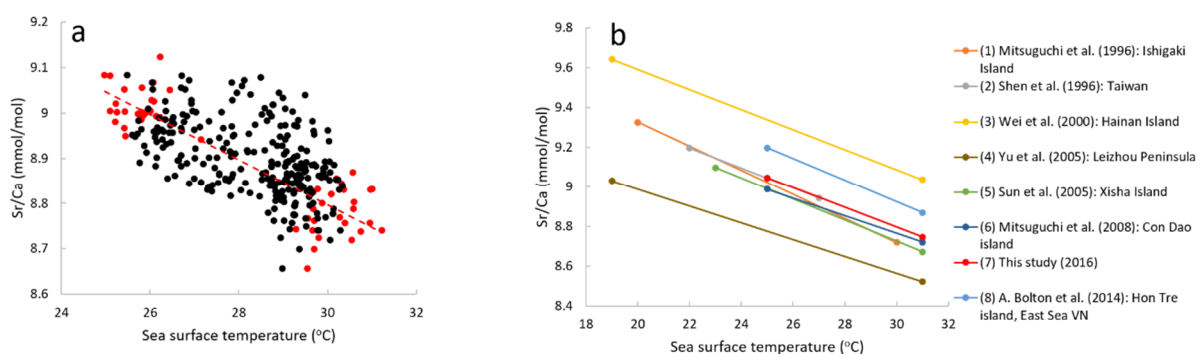 a
9.2
9.1
9
8.9
8.8
8.7
8.6
24
26
28
30
32
Sr/Ca (mmol/mol)
Sea surface temperature (°C)
b
9.8
9.6
9.4
9.2
9
8.8
8.6
8.4
18
20
22
24
26
28
30
32
Sr/Ca (mmol/mol)
Sea surface temperature (°C)
(1) Mitsuguchi et al. (1996): Ishigaki
Island
(2) Shen et al. (1996): Taiwan
(3) Wei et al. (2000): Hainan Island
(4) Yu et al. (2005): Leizhou Peninsula
(5) Sun et al. (2005): Xisha Island
(6) Mitsuguchi et al. (2008): Con Dao
island
(7) This study (2016)
(8) A. Bolton et al. (2014): Hon Tre
island, East Sea VN